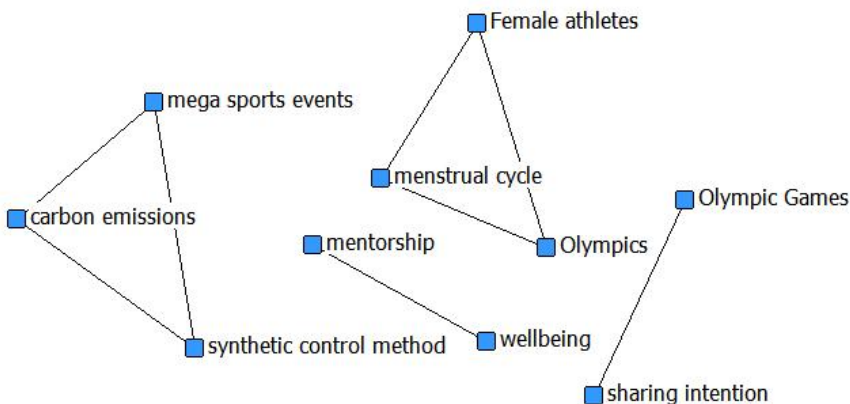 Female athletes
mega sports events
menstrual cycle
Olympic Games
carbon emissions
mentorship
Olympics
wellbeing
synthetic control method
sharing intention